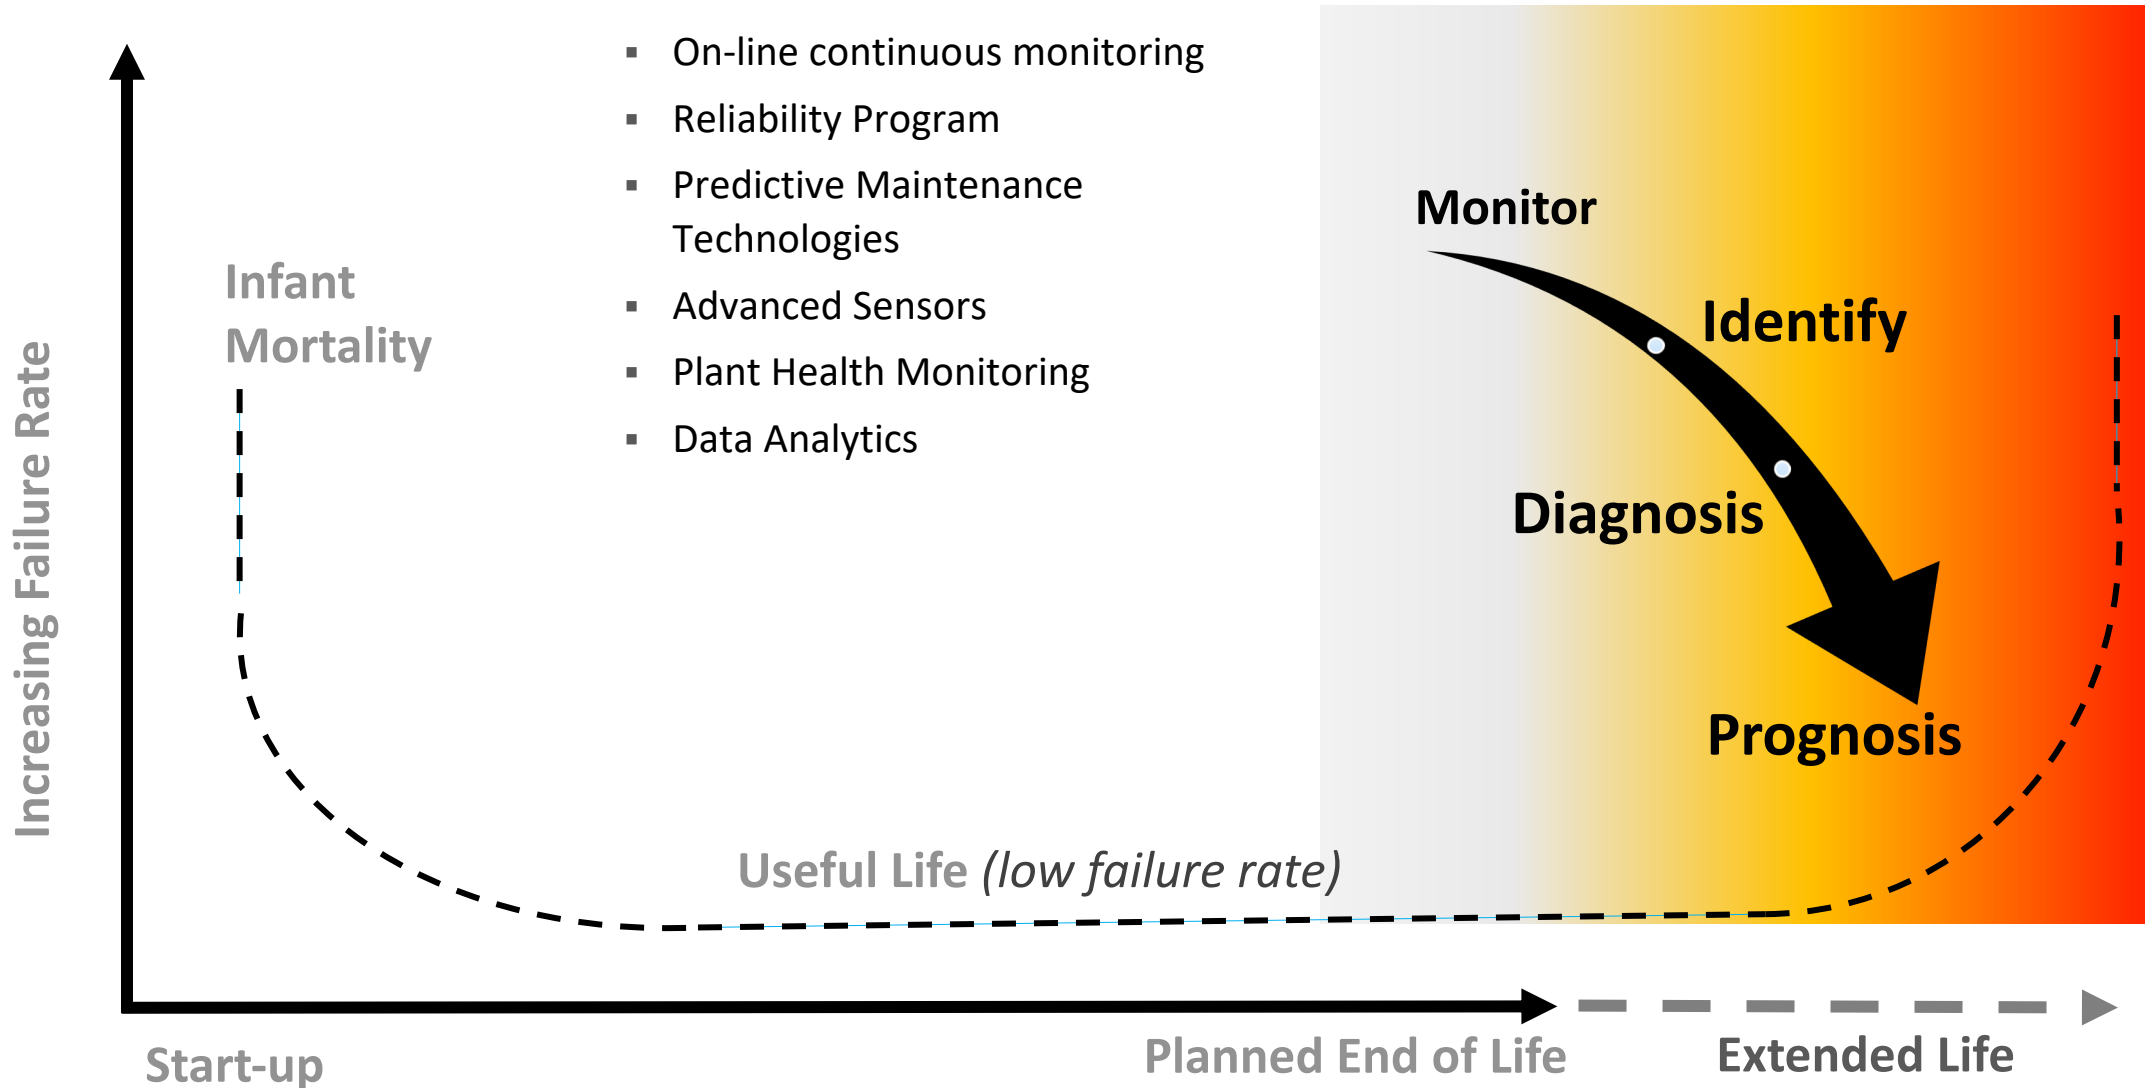 On-line continuous monitoring
Reliability Program
Predictive Maintenance
Technologies
Advanced Sensors
Plant Health Monitoring
Data Analytics
Monitor
Identify
Diagnosis
Prognosis
Infant
Mortality
Increasing Failure Rate
Useful Life (low failure rate)
Start-up
Planned End of Life
Extended Life